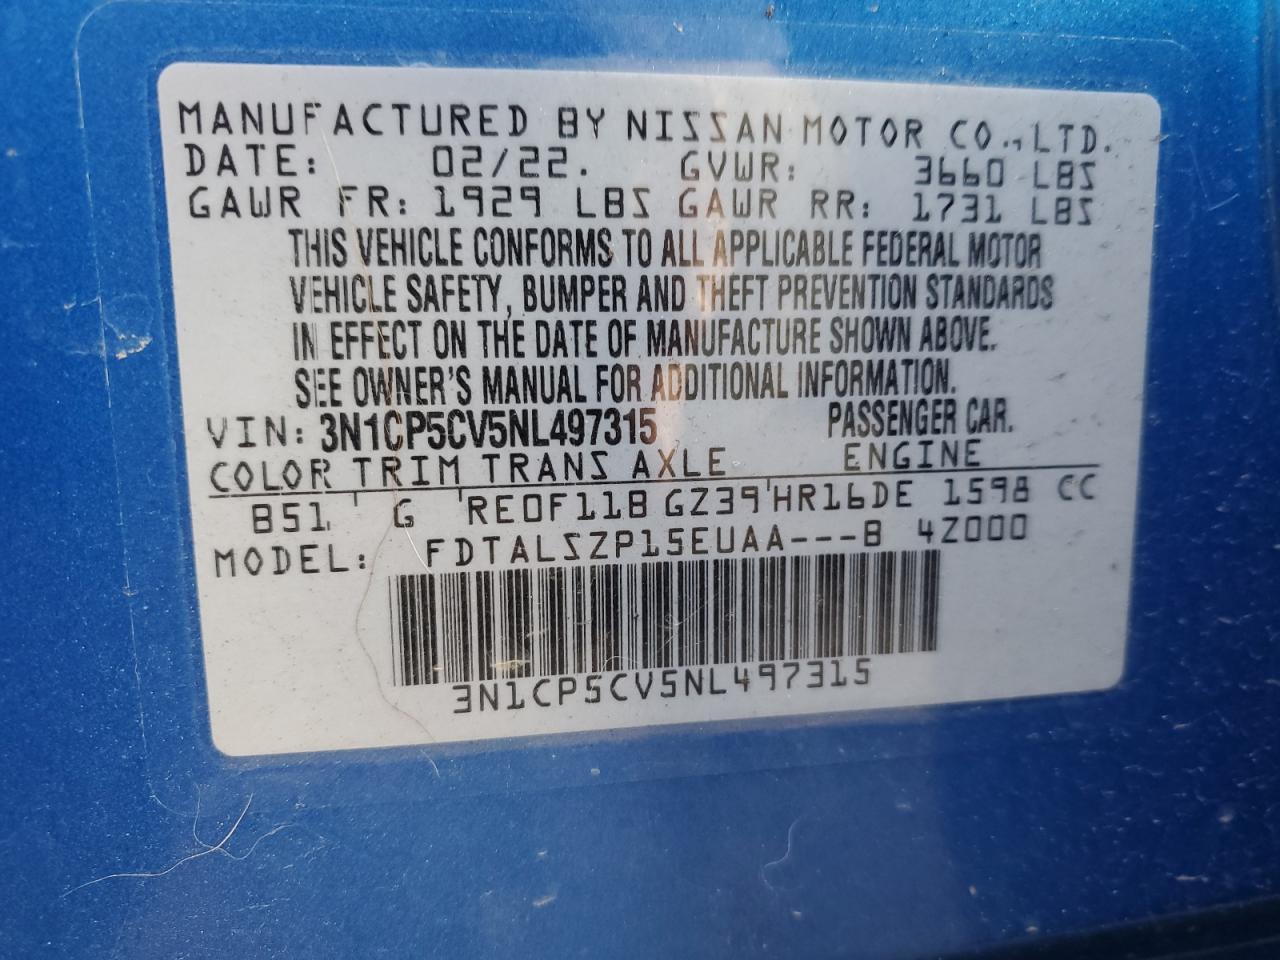 MANUFACTURED BY NISSAN MOTOR CO., LTD.
DATE: 02/22. GVWR: 3660 LBS
GAWR FR: 1929 LBS GAWR RR: 1731 LBS
THIS VEHICLE CONFORMS TO ALL APPLICABLE FEDERAL MOTOR
VEHICLE SAFETY, BUMPER AND THEFT PREVENTION STANDARDS
IN EFFECT ON THE DATE OF MANUFACTURE SHOWN ABOVE.
SEE OWNER'S MANUAL FOR ADDITIONAL INFORMATION.
VIN: 3N1CP5CV5NL497315 PASSENGER CAR.
COLOR TRIM TRANS AXLE ENGINE
B51 G RE0F11B GZ39 HR16DE 1598 CC
MODEL: FDTALSZP15EUAA---B 4Z000
3N1CP5CV5NL497315